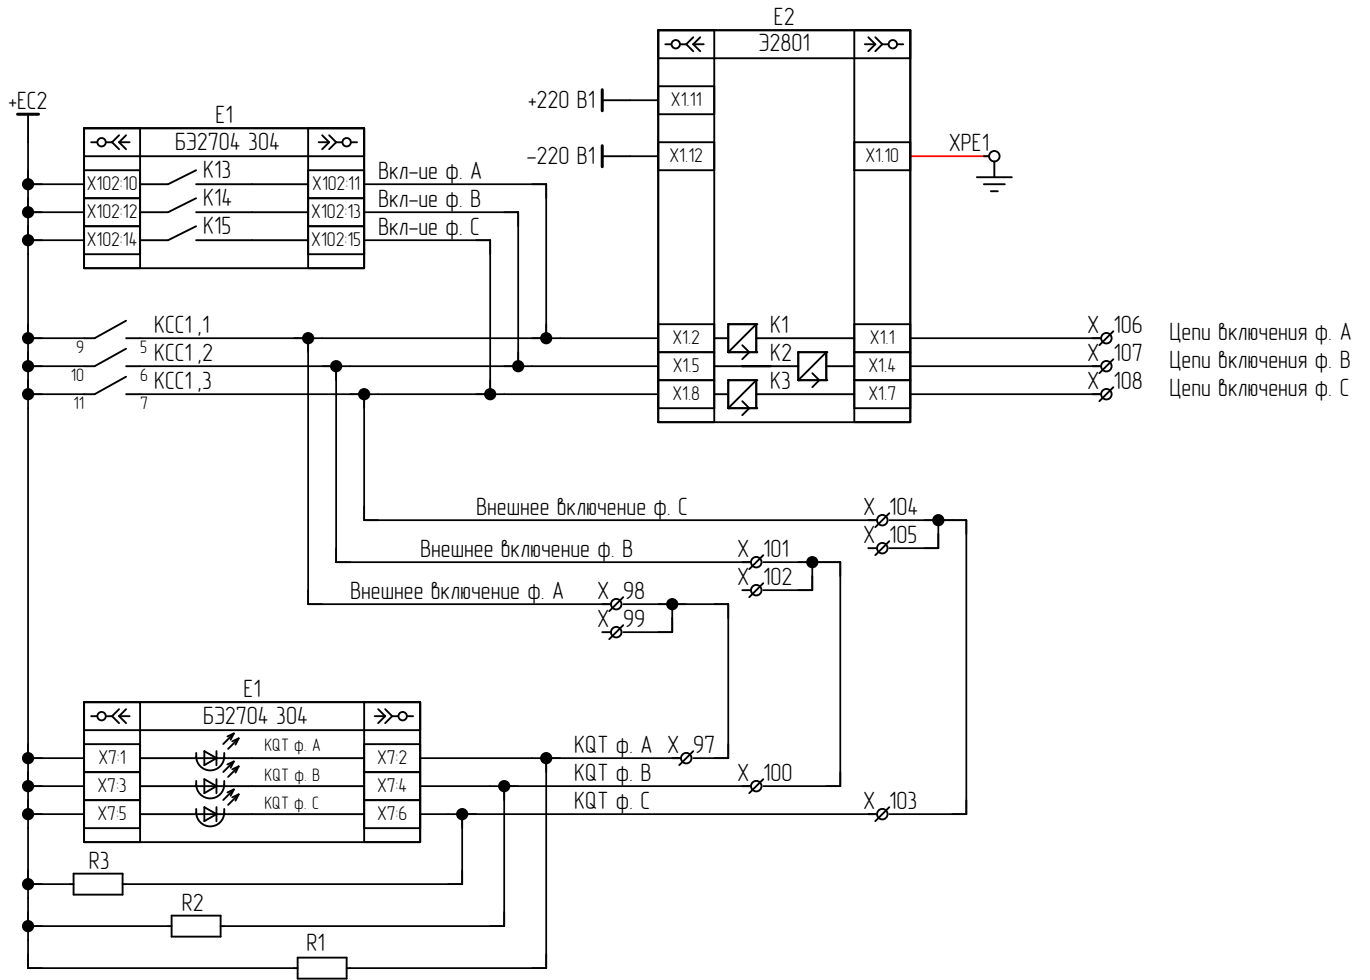 E2
Э2801
+EC2
+220 В1
X1.11
E1
БЭ2704 304
-220 В1
X1.12
X1.10
XPE1
X102:10
K13
X102:11
Вкл-ие ф. А
X102:12
K14
X102:13
Вкл-ие ф. В
X102:14
K15
X102:15
Вкл-ие ф. С
KCC1,1
9
5
X1.2
K1
X1.1
X
106
Цепи включения ф. А
KCC1,2
10
6
X1.5
K2
X1.4
X
107
Цепи включения ф. В
KCC1,3
11
7
X1.8
K3
X1.7
X
108
Цепи включения ф. С
Внешнее включение ф. С
X
104
X
105
Внешнее включение ф. В
X
101
X
102
Внешнее включение ф. А
X
98
X
99
E1
БЭ2704 304
X7:1
KQT ф. А
X7:2
KQT ф. А
X
97
X7:3
KQT ф. В
X7:4
KQT ф. В
X
100
X7:5
KQT ф. С
X7:6
KQT ф. С
X
103
R3
R2
R1